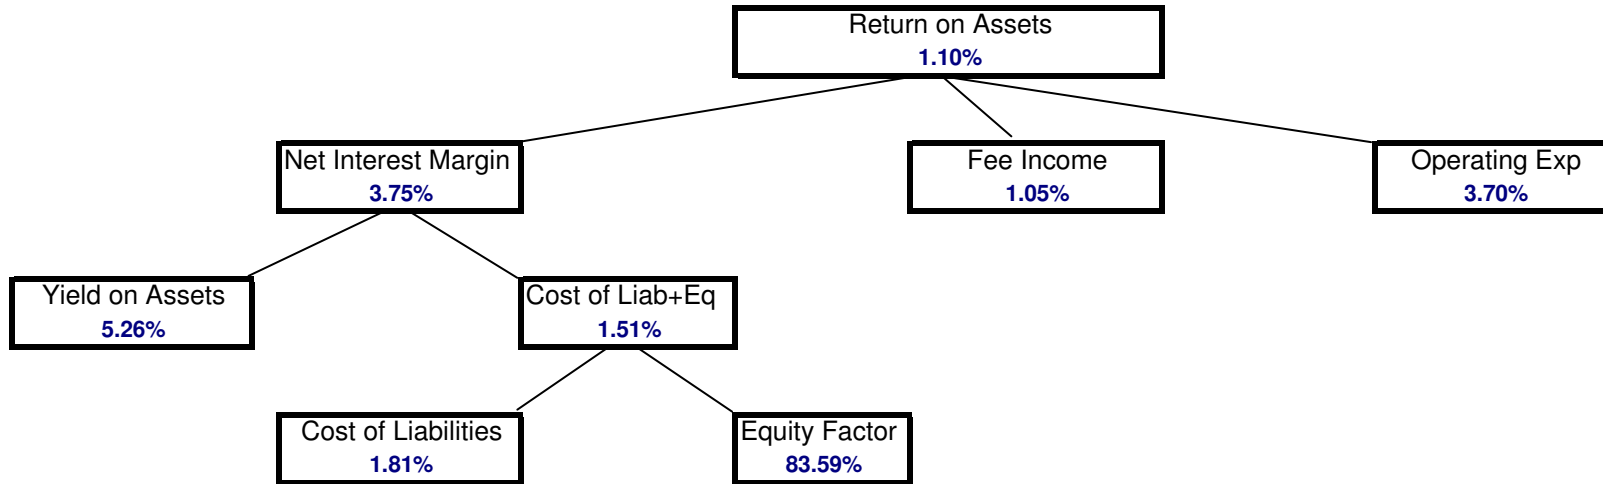 Return on Assets
1.10%
Net Interest Margin
3.75%
Fee Income
1.05%
Operating Exp
3.70%
Yield on Assets
5.26%
Cost of Liab+Eq
1.51%
Cost of Liabilities
1.81%
Equity Factor
83.59%